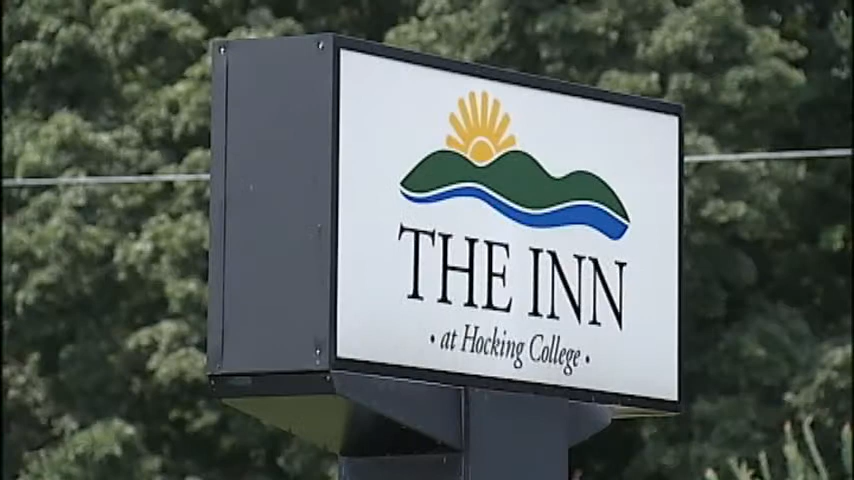 THE INN
• at Hocking College •